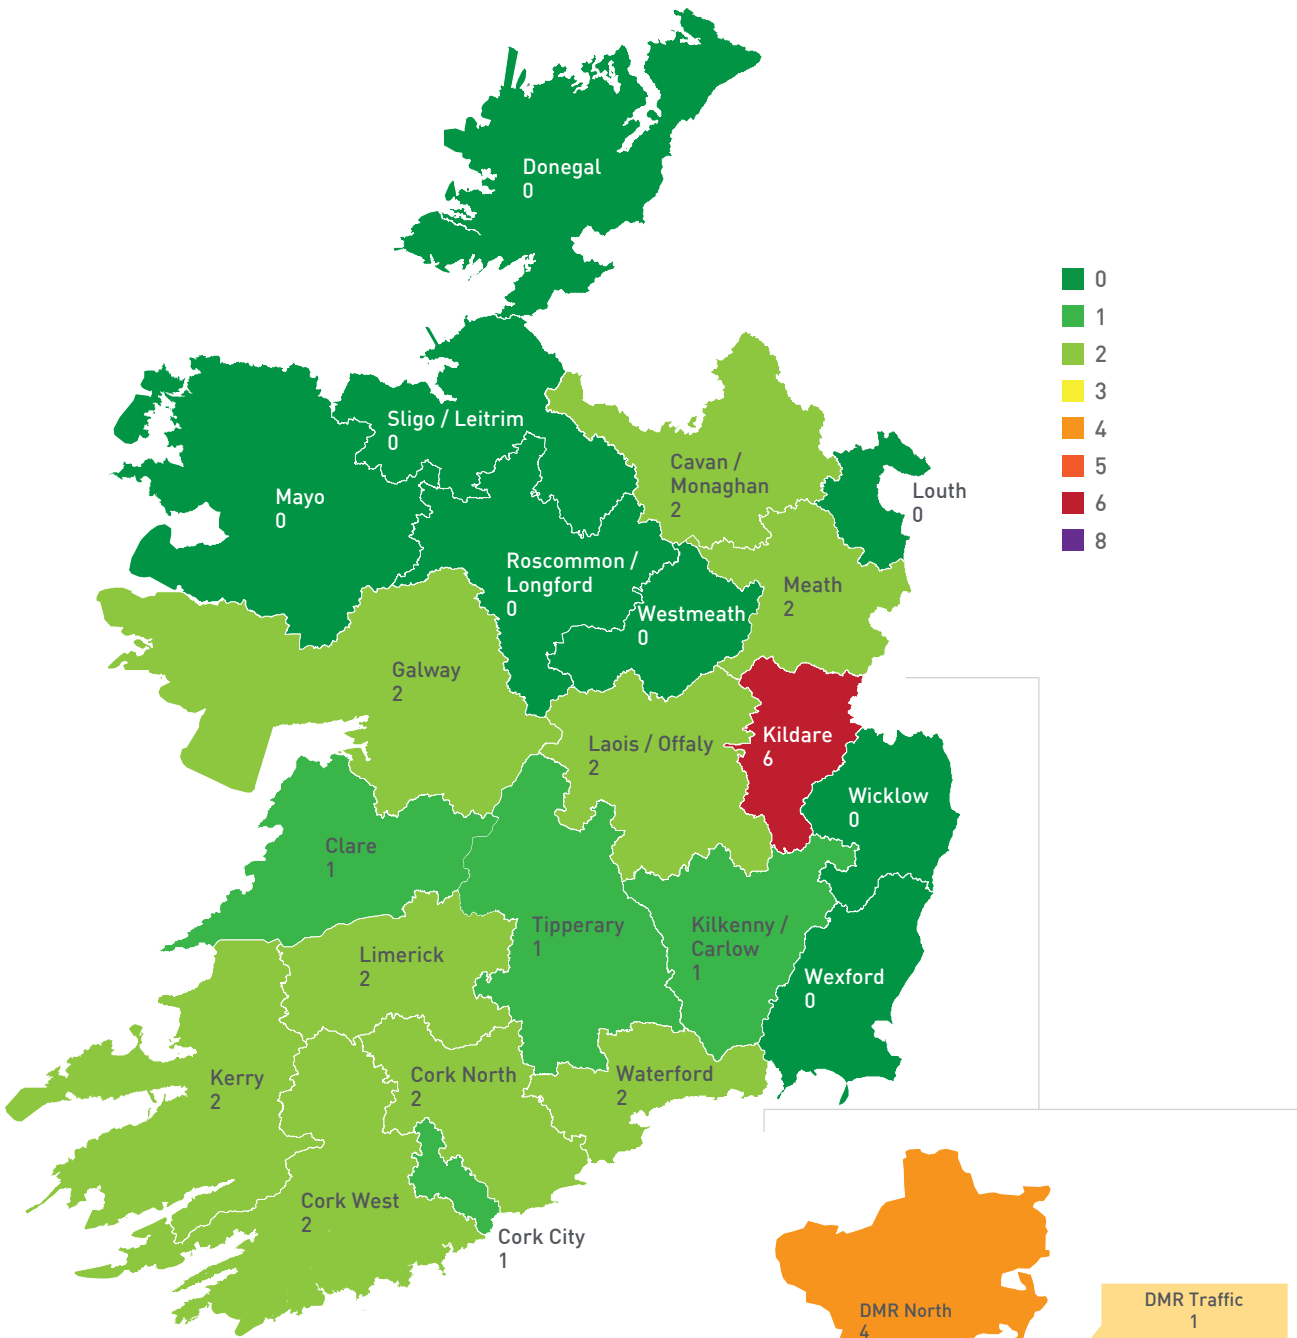 Donegal
0
0
1
2
3
4
5
6
8
Sligo / Leitrim
0
Cavan /
Monaghan
2
Louth
0
Mayo
0
Roscommon /
Longford
0
Meath
2
Westmeath
0
Galway
2
Laois / Offaly
2
Kildare
6
Wicklow
0
Clare
1
Tipperary
1
Kilkenny /
Carlow
1
Limerick
2
Wexford
0
Kerry
2
Cork North
2
Waterford
2
Cork West
2
Cork City
1
DMR North
4
DMR Traffic
1